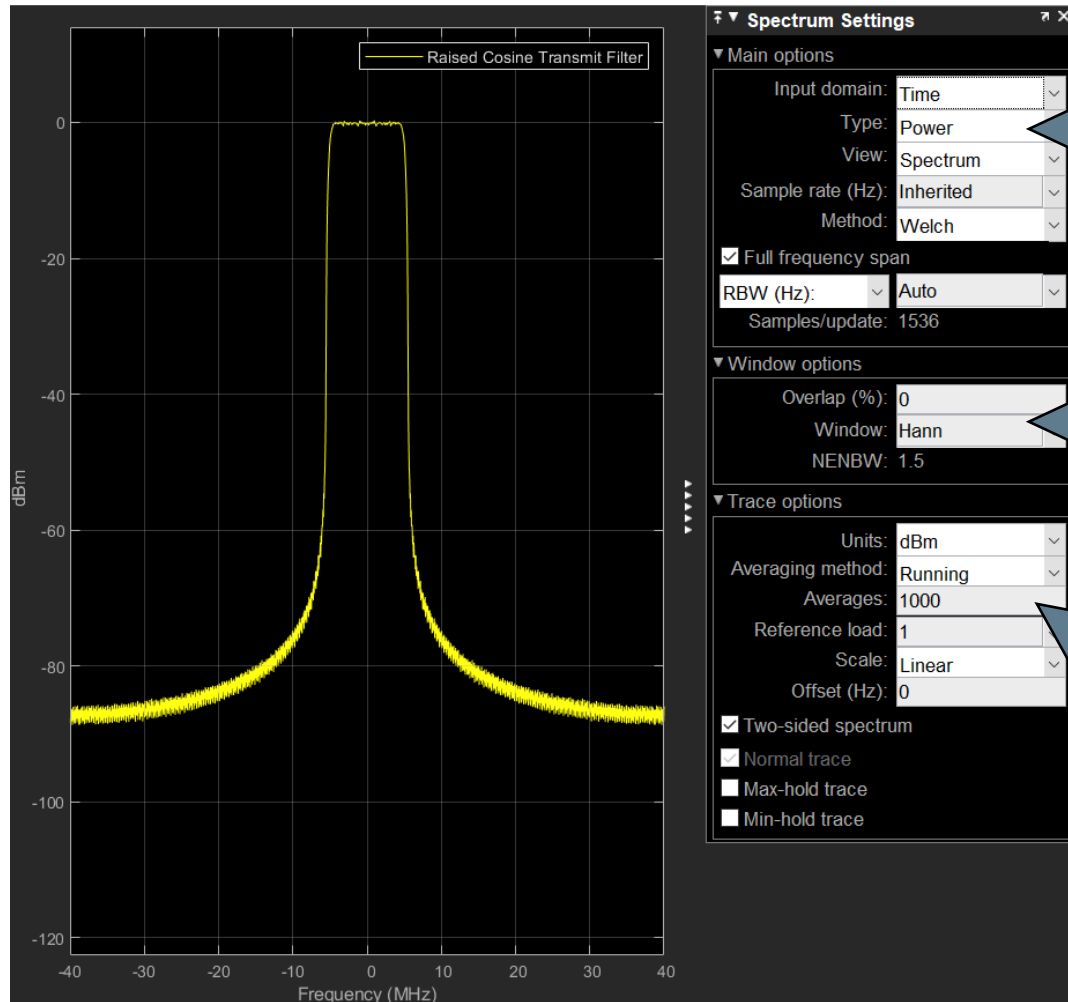 Raised Cosine Transmit Filter
0
-20
-40
-60
-80
-100
-120
dBm
-40 -30 -20 -10 0 10 20 30 40
Frequency (MHz)
Spectrum Settings
Main options
Input domain: Time
Type: Power
View: Spectrum
Sample rate (Hz): Inherited
Method: Welch
Full frequency span
RBW (Hz): Auto
Samples/update: 1536
Window options
Overlap (%): 0
Window: Hann
NENBW: 1.5
Trace options
Units: dBm
Averaging method: Running
Averages: 1000
Reference load: 1
Scale: Linear
Offset (Hz): 0
Two-sided spectrum
Normal trace
Max-hold trace
Min-hold trace